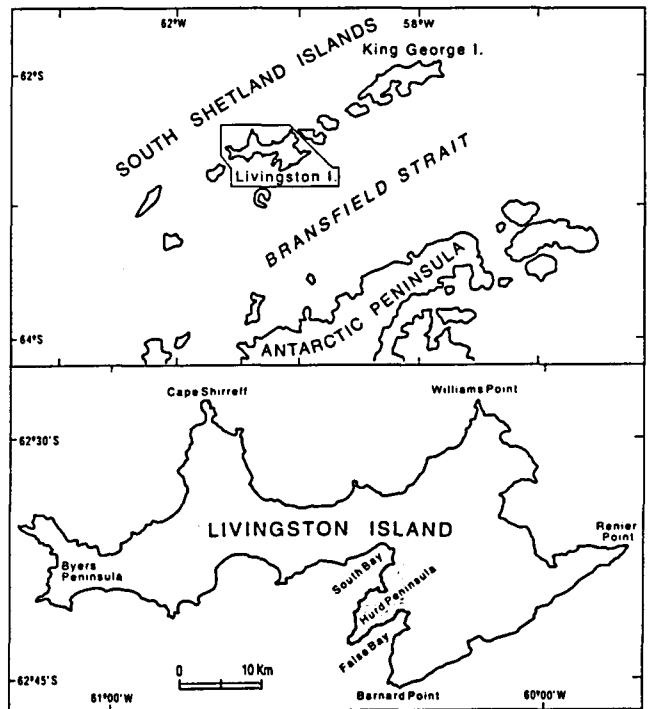 62°W 58°W
62°S
SOUTH SHETLAND ISLANDS
King George I.
Livingston I.
BRANSFIELD STRAIT
ANTARCTIC PENINSULA
64°S
Cape Shirreff
Williams Point
62°30'S
LIVINGSTON ISLAND
Renier
Point
Byers
Peninsula
South Bay
Hurd Peninsula
False Bay
0 10 Km
62°45'S
61°00'W
Barnard Point
60°00'W